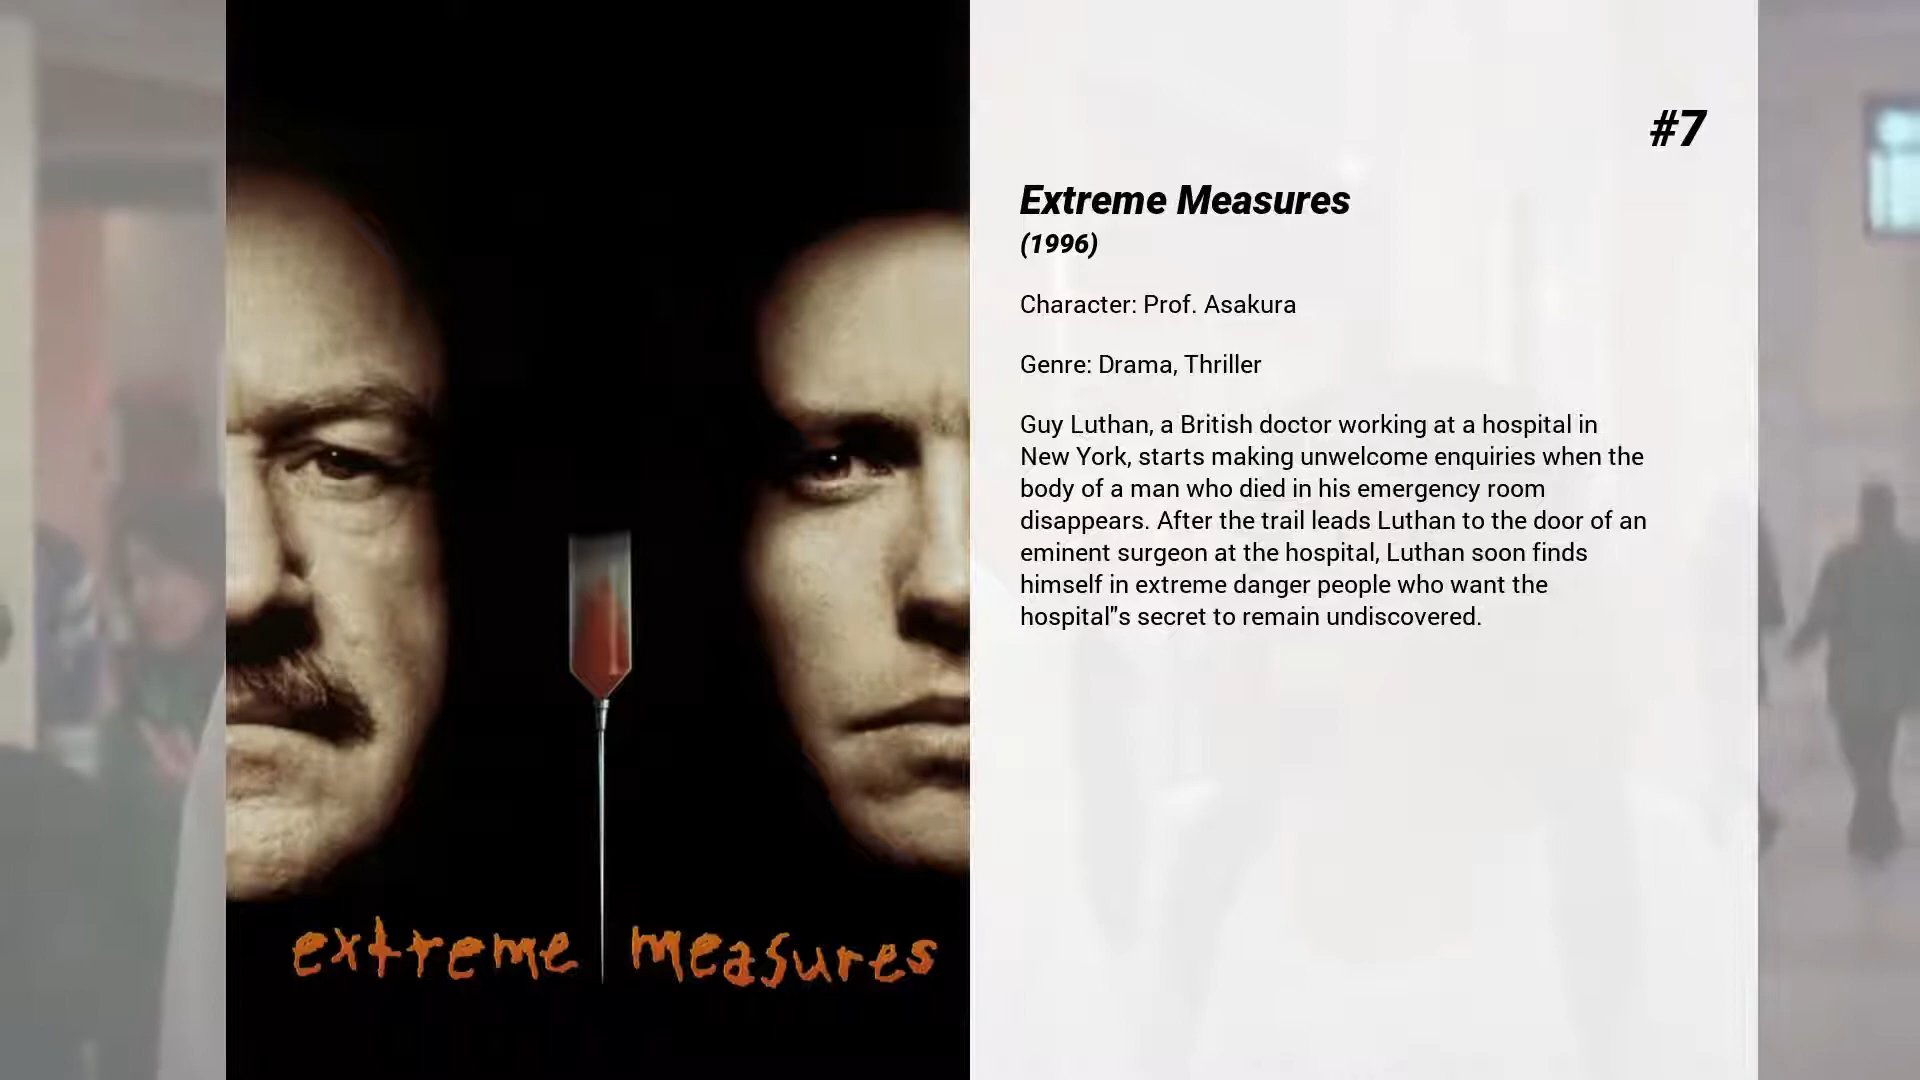 #7
Extreme Measures
(1996)
Character: Prof. Asakura
Genre: Drama, Thriller
Guy Luthan, a British doctor working at a hospital in
New York, starts making unwelcome enquiries when the
body of a man who died in his emergency room
disappears. After the trail leads Luthan to the door of an
eminent surgeon at the hospital, Luthan soon finds
himself in extreme danger people who want the
hospital"s secret to remain undiscovered.
extreme measures